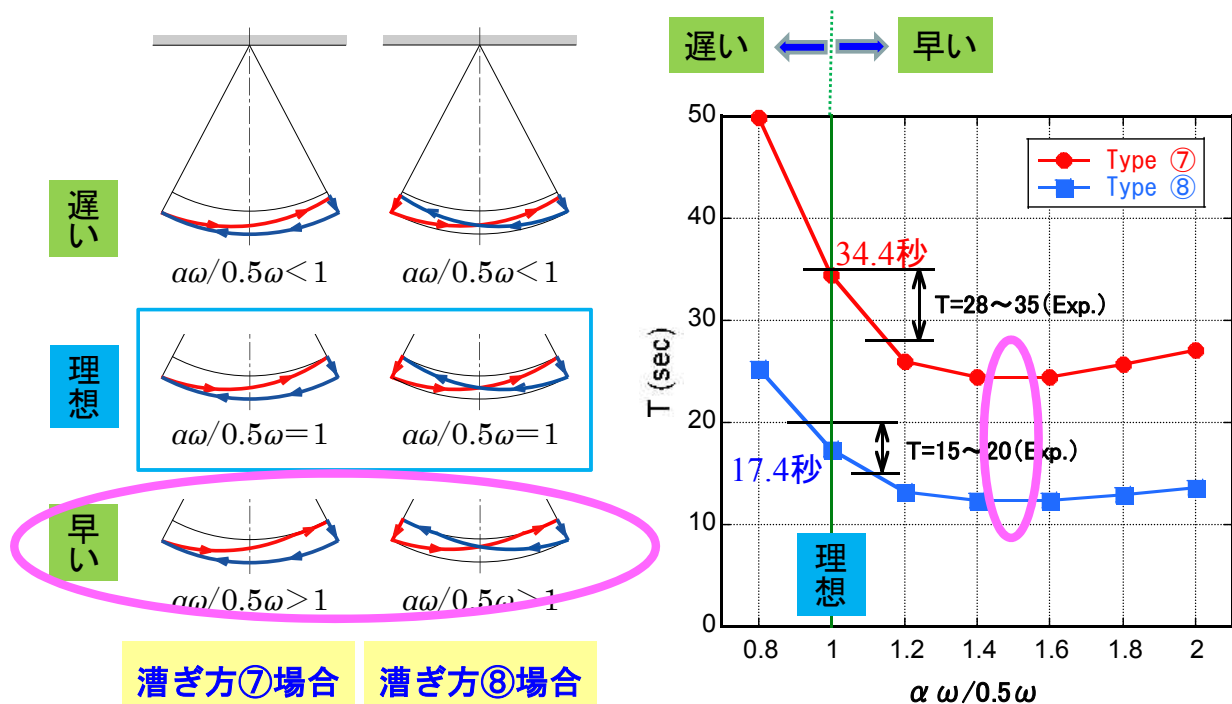 遅い
αω/0.5ω<1
αω/0.5ω<1
理想
αω/0.5ω=1
αω/0.5ω=1
早い
αω/0.5ω>1
αω/0.5ω>1
漕ぎ方⑦場合
漕ぎ方⑧場合
遅い
早い
50
40
30
20
10
0
T (sec)
Type ⑦
Type ⑧
34.4秒
T=28~35(Exp.)
17.4秒
T=15~20(Exp.)
理想
0.8
1
1.2
1.4
1.6
1.8
2
α ω/0.5ω